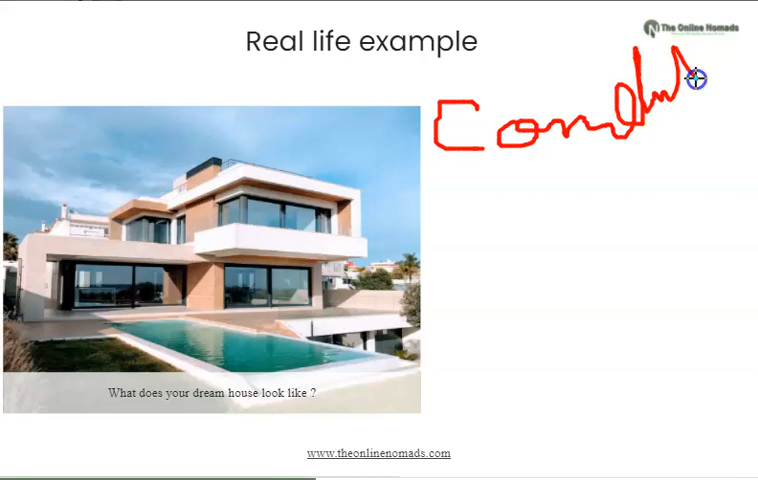 Real life example
The Online Nomads
What does your dream house look like ?
www.theonlinenomads.com